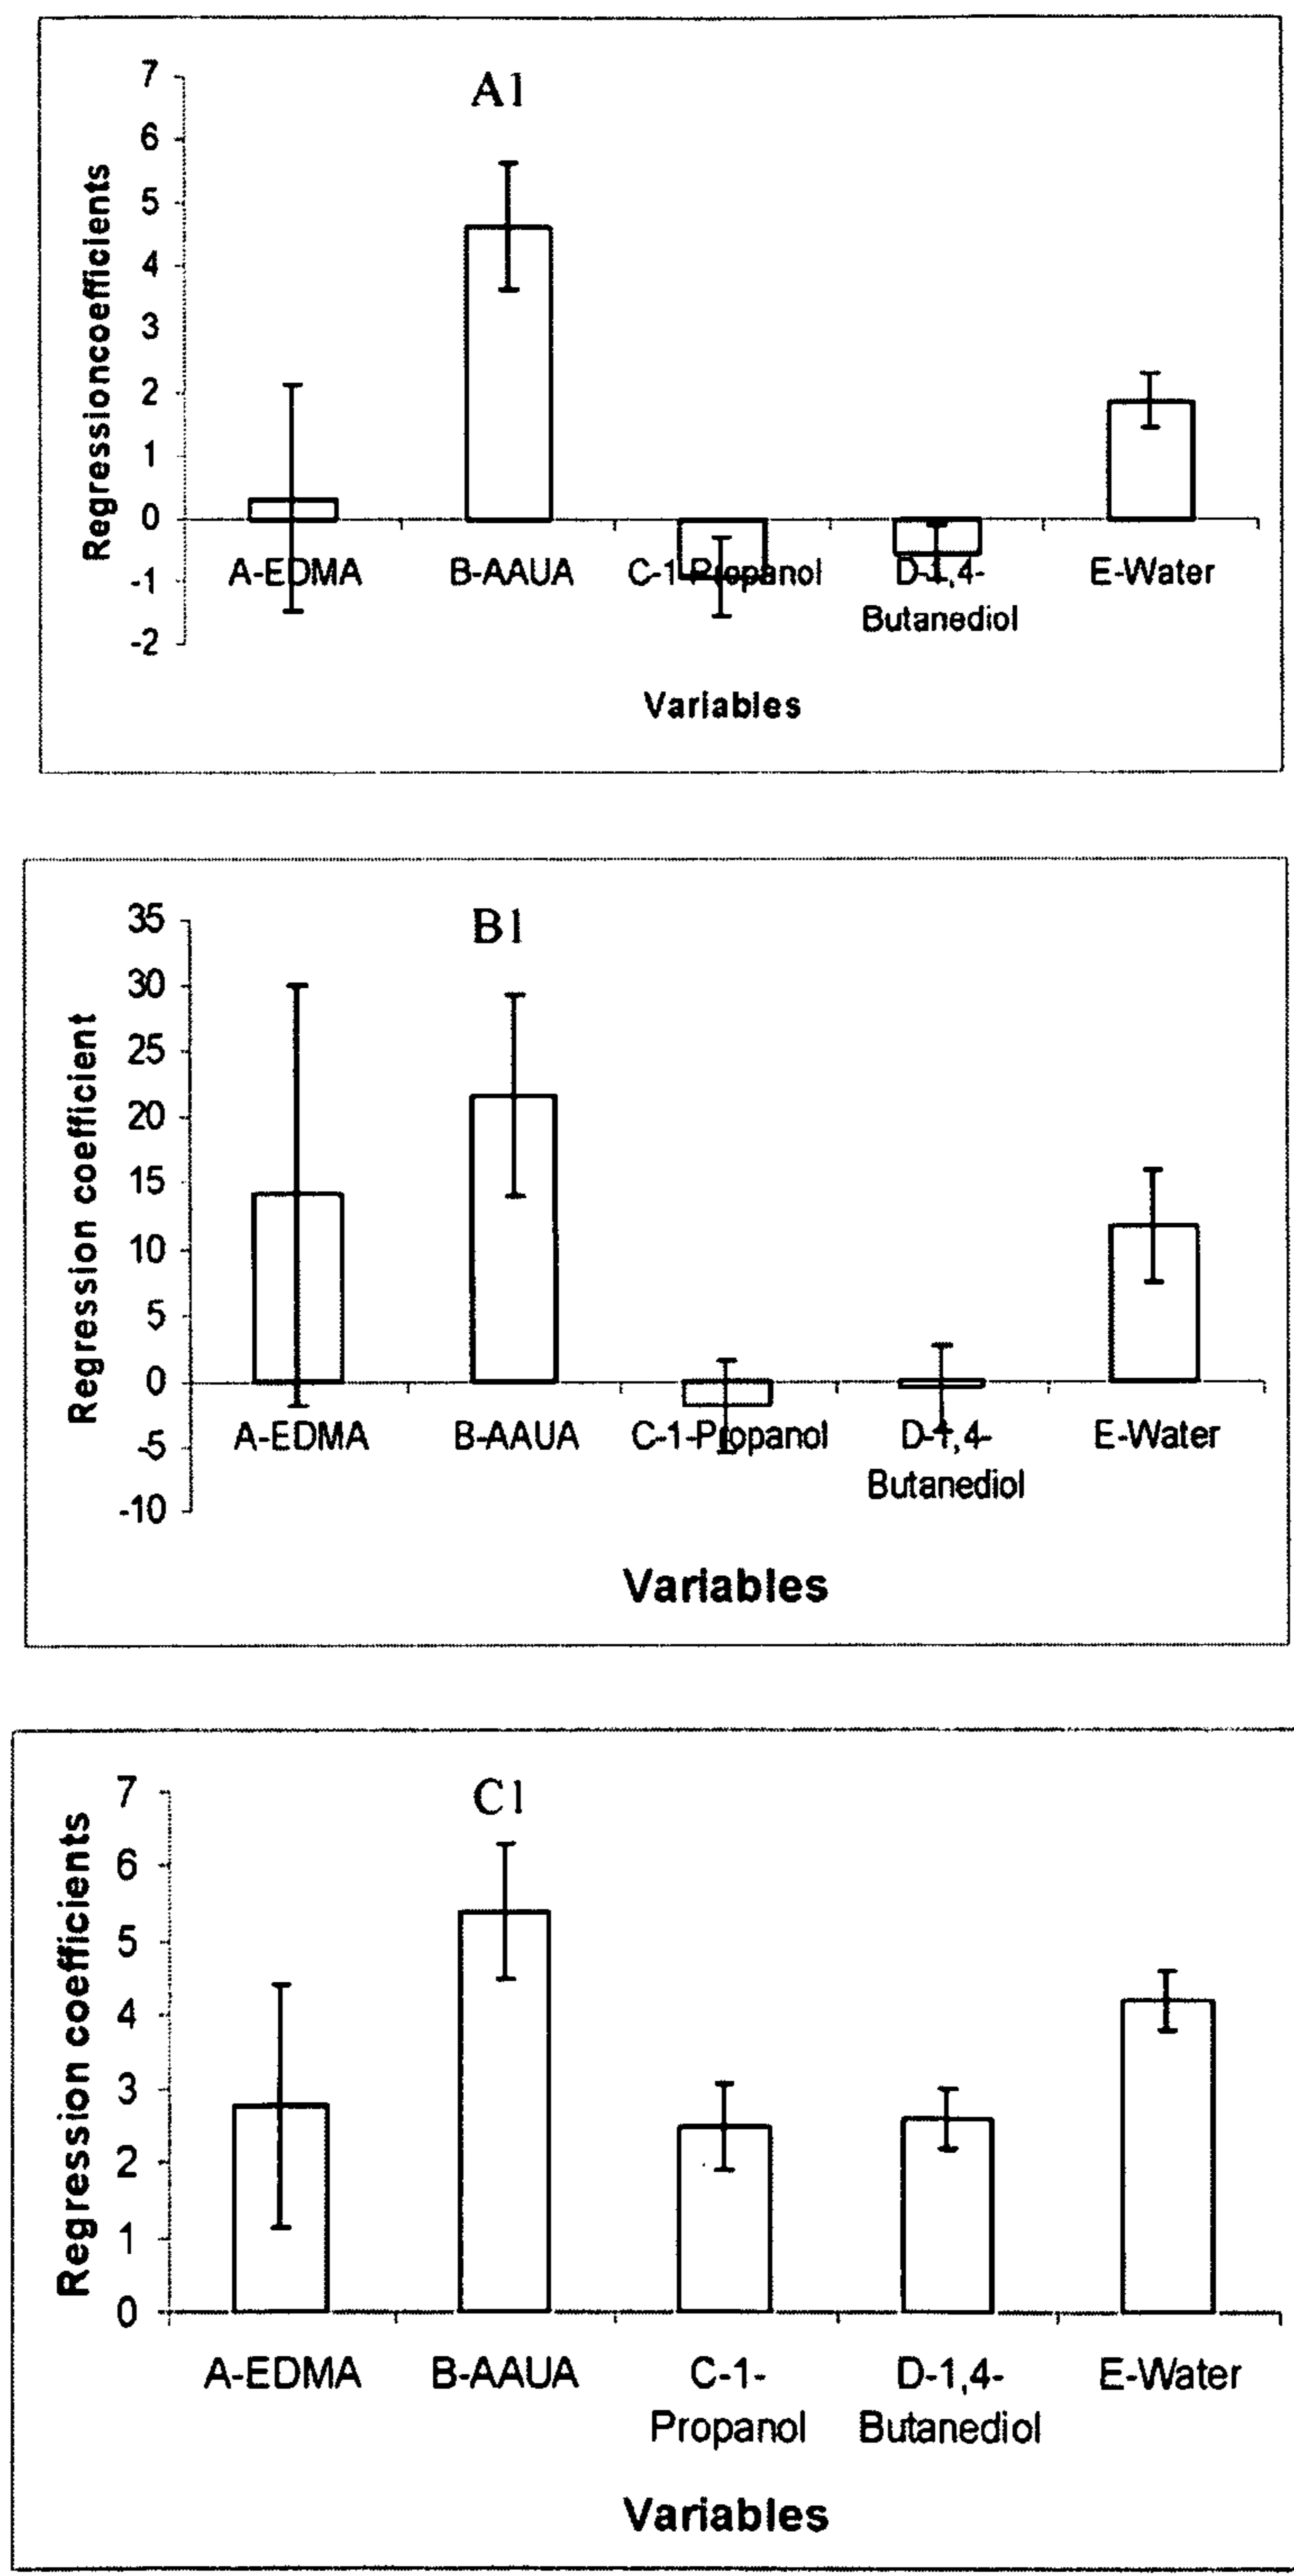 A1
7
6
5
4
3
2
1
0
-1
-2
Regressioncoefficients
A-EDMA B-AAUA C-1-Propanol D-1,4- E-Water
Butanediol
Variables
B1
35
30
25
20
15
10
5
0
-5
-10
Regression coefficient
A-EDMA B-AAUA C-1-Propanol D-1,4- E-Water
Butanediol
Variables
C1
7
6
5
4
3
2
1
0
Regression coefficients
A-EDMA B-AAUA C-1- D-1,4- E-Water
Propanol Butanediol
Variables